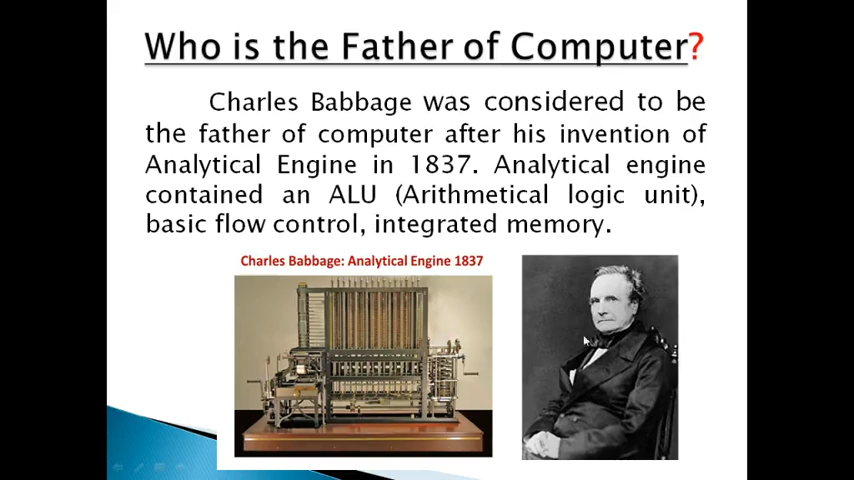 Who is the Father of Computer?
Charles Babbage was considered to be
the father of computer after his invention of
Analytical Engine in 1837. Analytical engine
contained an ALU (Arithmetical logic unit),
basic flow control, integrated memory.
Charles Babbage: Analytical Engine 1837